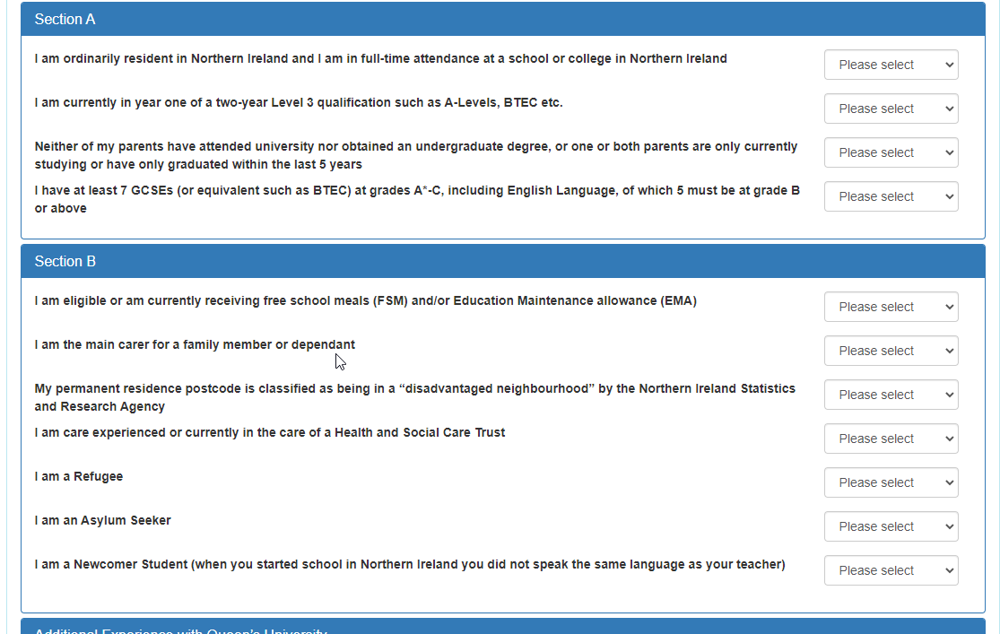 Section A
I am ordinarily resident in Northern Ireland and I am in full-time attendance at a school or college in Northern Ireland
Please select
I am currently in year one of a two-year Level 3 qualification such as A-Levels, BTEC etc.
Please select
Neither of my parents have attended university nor obtained an undergraduate degree, or one or both parents are only currently
studying or have only graduated within the last 5 years
Please select
I have at least 7 GCSEs (or equivalent such as BTEC) at grades A*-C, including English Language, of which 5 must be at grade B
or above
Please select
Section B
I am eligible or am currently receiving free school meals (FSM) and/or Education Maintenance allowance (EMA)
Please select
I am the main carer for a family member or dependant
Please select
My permanent residence postcode is classified as being in a “disadvantaged neighbourhood” by the Northern Ireland Statistics
and Research Agency
Please select
I am care experienced or currently in the care of a Health and Social Care Trust
Please select
I am a Refugee
Please select
I am an Asylum Seeker
Please select
I am a Newcomer Student (when you started school in Northern Ireland you did not speak the same language as your teacher)
Please select
Additional Experience with Queen's University